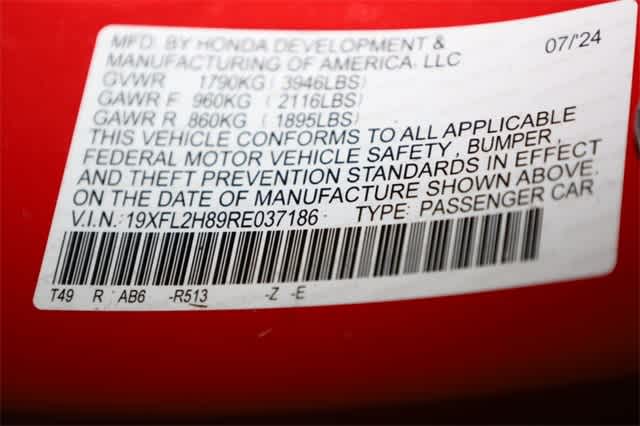 MFD. BY HONDA DEVELOPMENT & 07/'24
MANUFACTURING OF AMERICA, LLC
GVWR 1790KG ( 3946LBS)
GAWR F 960KG ( 2116LBS)
GAWR R 860KG ( 1895LBS)
THIS VEHICLE CONFORMS TO ALL APPLICABLE
FEDERAL MOTOR VEHICLE SAFETY, BUMPER,
AND THEFT PREVENTION STANDARDS IN EFFECT
ON THE DATE OF MANUFACTURE SHOWN ABOVE.
V.I.N.: 19XFL2H89RE037186 TYPE: PASSENGER CAR
T49 R AB6 -R513 -Z -E